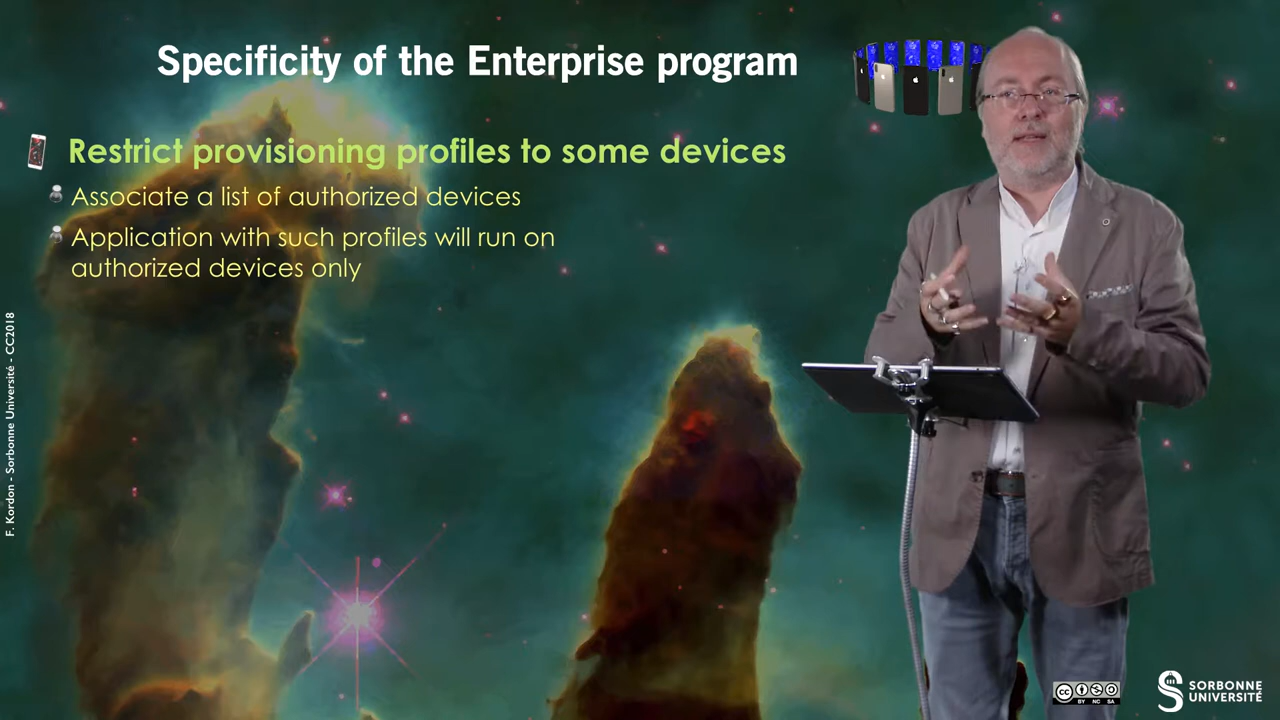 Specificity of the Enterprise program
Restrict provisioning profiles to some devices
Associate a list of authorized devices
Application with such profiles will run on
authorized devices only
F. Kordon - Sorbonne Université - CC2018
CC BY NC SA
SORBONNE
UNIVERSITÉ